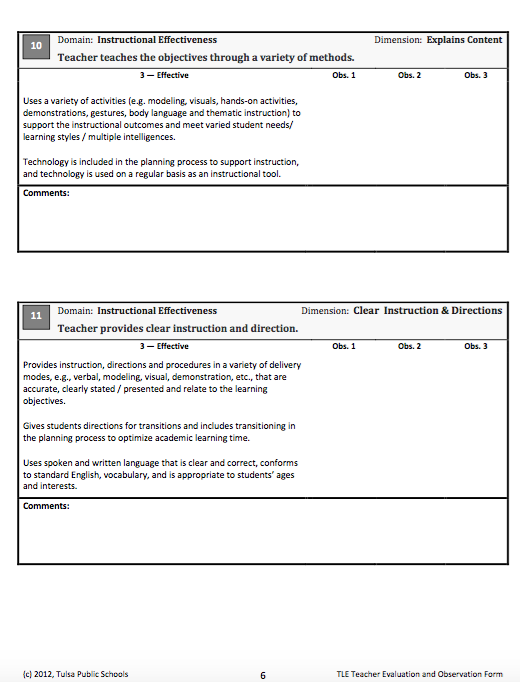 10
Domain: Instructional Effectiveness Dimension: Explains Content
Teacher teaches the objectives through a variety of methods.
3 — Effective Obs. 1 Obs. 2 Obs. 3
Uses a variety of activities (e.g. modeling, visuals, hands-on activities,
demonstrations, gestures, body language and thematic instruction) to
support the instructional outcomes and meet varied student needs/
learning styles / multiple intelligences.
Technology is included in the planning process to support instruction,
and technology is used on a regular basis as an instructional tool.
Comments:
11
Domain: Instructional Effectiveness Dimension: Clear Instruction & Directions
Teacher provides clear instruction and direction.
3 — Effective Obs. 1 Obs. 2 Obs. 3
Provides instruction, directions and procedures in a variety of delivery
modes, e.g., verbal, modeling, visual, demonstration, etc., that are
accurate, clearly stated / presented and relate to the learning
objectives.
Gives students directions for transitions and includes transitioning in
the planning process to optimize academic learning time.
Uses spoken and written language that is clear and correct, conforms
to standard English, vocabulary, and is appropriate to students' ages
and interests.
Comments:
(c) 2012, Tulsa Public Schools 6 TLE Teacher Evaluation and Observation Form